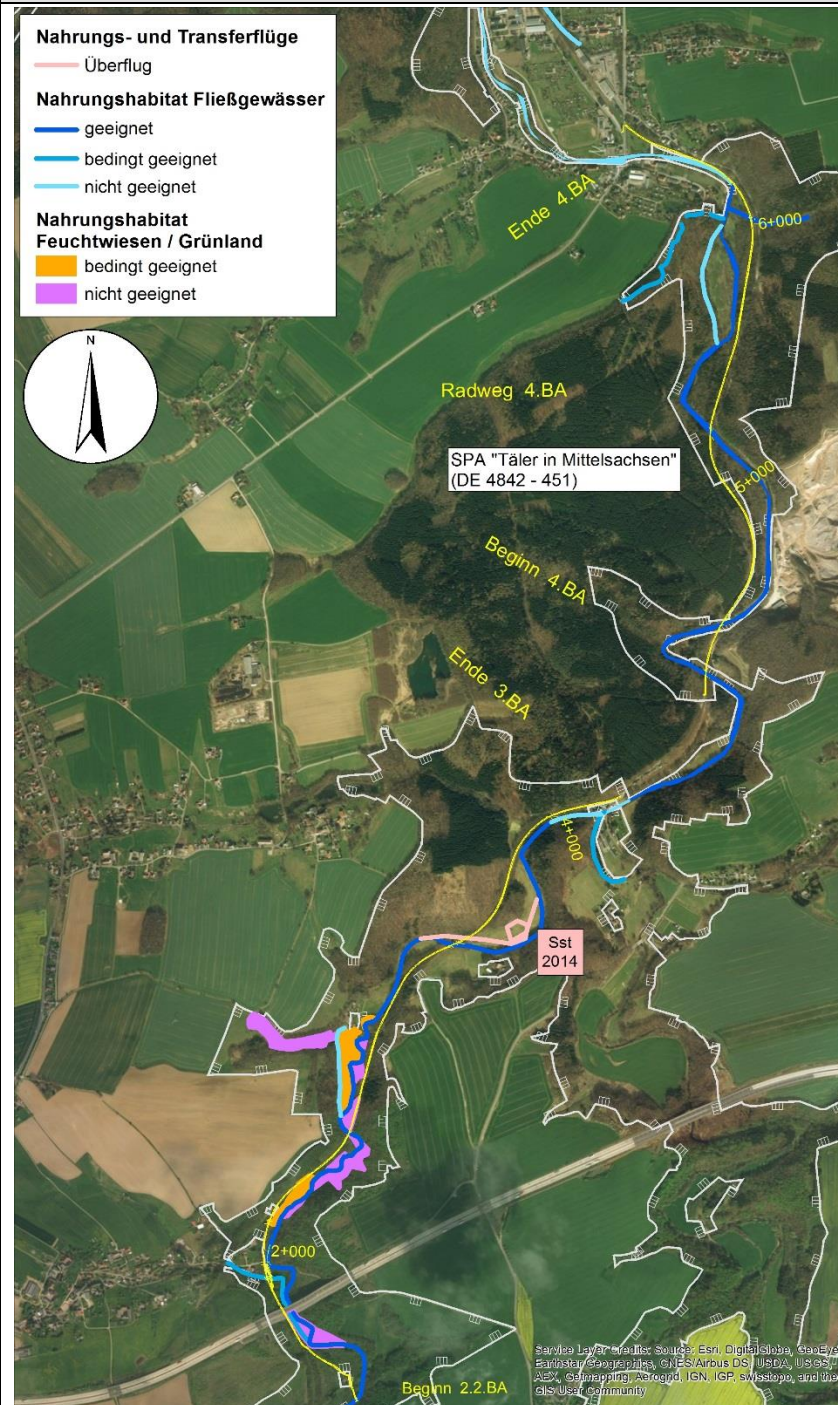 Nahrungs- und Transferflüge
Überflug
Nahrungshabitat Fließgewässer
geeignet
bedingt geeignet
nicht geeignet
Nahrungshabitat
Feuchtwiesen / Grünland
bedingt geeignet
nicht geeignet
N
Ende 4.BA
6+000
Radweg 4.BA
SPA "Täler in Mittelsachsen"
(DE 4842 - 451)
5+000
Beginn 4.BA
Ende 3.BA
4+000
Sst
2014
2+000
Beginn 2.2.BA
Service Layer Credits: Source: Esri, DigitalGlobe, GeoEye
Earthstar Geographics, CNES/Airbus DS, USDA, USGS,
AEX, Getmapping, Aerogrid, IGN, IGP, swisstopo, and the
GIS User Community